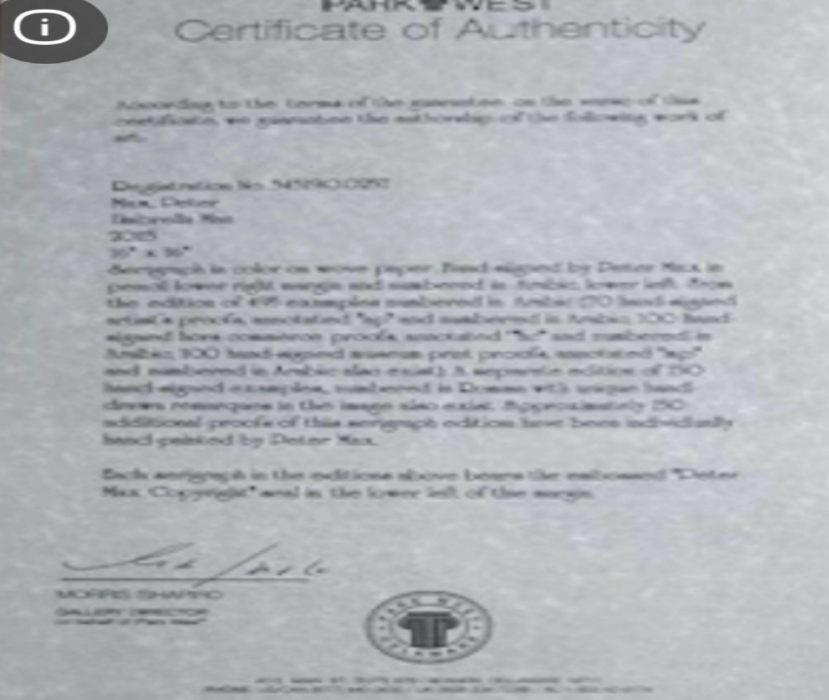 PARK WEST
Certificate of Authenticity
According to the terms of the guarantee on the verso of this
certificate, we guarantee the authorship of the following work of
art.
Registration No.
Max, Peter
Umbrella Man
2015
16" x 16"
Serigraph in color on wove paper. Hand-signed by Peter Max in
pencil lower right margin and numbered in Arabic, lower left, from
the edition of 495 examples numbered in Arabic hand-signed
artist's proofs, annotated "ap" and numbered in Arabic; 100 hand-
signed hors commerce proofs, annotated "hc" and numbered in
Arabic; 300 hand-signed museum print proofs, annotated "mp"
and numbered in Arabic also exist). A separate edition of
hand-signed examples, numbered in Roman with unique hand-
drawn remarques in the image also exist. Approximately
additional proofs of this serigraph edition have been individually
hand-painted by Peter Max.
Each serigraph in the editions above bears the embossed "Peter
Max Copyright" seal in the lower left of the margin.
MORRIS SHAPIRO
GALLERY DIRECTOR
on behalf of Park West
PARK WEST
DELAWARE